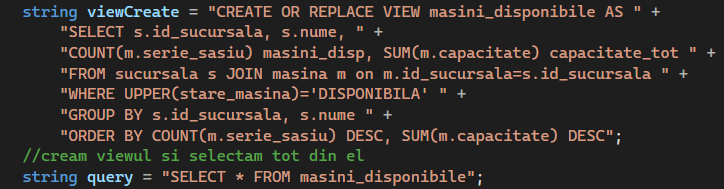 string viewCreate = "CREATE OR REPLACE VIEW masini_disponibile AS " +
"SELECT s.id_sucursala, s.nume, " +
"COUNT(m.serie_sasiu) masini_disp, SUM(m.capacitate) capacitate_tot " +
"FROM sucursala s JOIN masina m on m.id_sucursala=s.id_sucursala " +
"WHERE UPPER(stare_masina)='DISPONIBILA' " +
"GROUP BY s.id_sucursala, s.nume " +
"ORDER BY COUNT(m.serie_sasiu) DESC, SUM(m.capacitate) DESC";
//cream viewul si selectam tot din el
string query = "SELECT * FROM masini_disponibile";